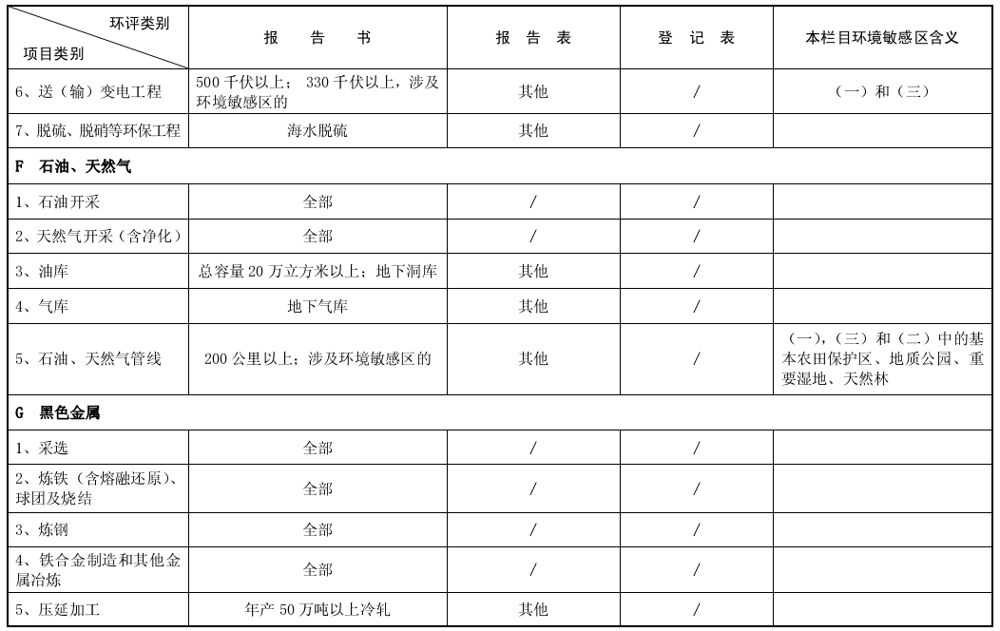 环评类别
项目类别
报 告 书
报 告 表
登 记 表
本栏目环境敏感区含义
6、送（输）变电工程
500 千伏以上； 330 千伏以上，涉及
环境敏感区的
其他
/
（一）和（三）
7、脱硫、脱硝等环保工程
海水脱硫
其他
/
F 石油、天然气
1、石油开采
全部
/
/
2、天然气开采（含净化）
全部
/
/
3、油库
总容量 20 万立方米以上；地下洞库
其他
/
4、气库
地下气库
其他
/
5、石油、天然气管线
200 公里以上；涉及环境敏感区的
其他
/
（一），（三）和（二）中的基
本农田保护区、地质公园、重
要湿地、天然林
G 黑色金属
1、采选
全部
/
/
2、炼铁（含熔融还原）、
球团及烧结
全部
/
/
3、炼钢
全部
/
/
4、铁合金制造和其他金
属冶炼
全部
/
/
5、压延加工
年产 50 万吨以上冷轧
其他
/